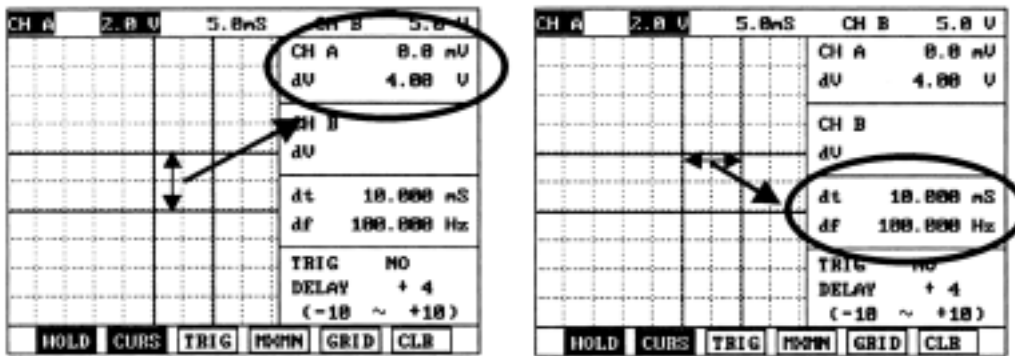 CH A 2.0 V 5.0mS CH B 5.0 V
CH A 0.0 mV
dV 4.00 V
CH B
dV
dt 10.000 mS
df 100.000 Hz
TRIG NO
DELAY + 4
(-10 ~ +10)
HOLD CURS TRIG MXMN GRID CLR
CH A 2.0 V 5.0mS CH B 5.0 V
CH A 0.0 mV
dV 4.00 V
CH B
dV
dt 10.000 mS
df 100.000 Hz
TRIG NO
DELAY + 4
(-10 ~ +10)
HOLD CURS TRIG MXMN GRID CLR